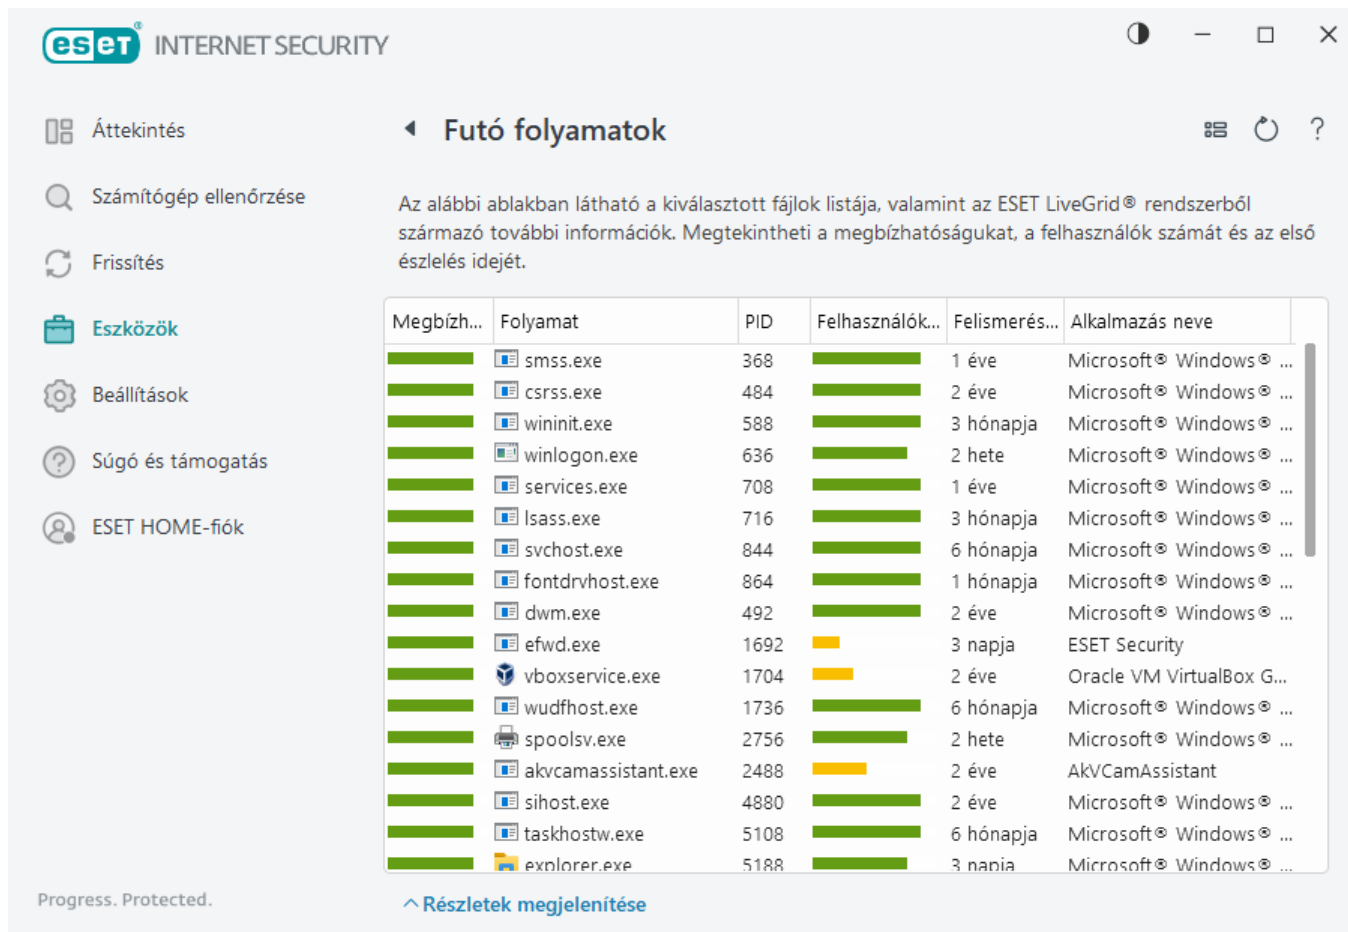 eset® INTERNET SECURITY
Áttekintés
Számítógép ellenőrzése
Frissítés
Eszközök
Beállítások
Súgó és támogatás
ESET HOME-fiók
Progress. Protected.
Futó folyamatok
?
Az alábbi ablakban látható a kiválasztott fájlok listája, valamint az ESET LiveGrid® rendszerből
származó további információk. Megtekintheti a megbízhatóságukat, a felhasználók számát és az első
észlelés idejét.
Megbízh... Folyamat PID Felhasználók... Felismerés... Alkalmazás neve
smss.exe 368 1 éve Microsoft® Windows® ...
csrss.exe 484 2 éve Microsoft® Windows® ...
wininit.exe 588 3 hónapja Microsoft® Windows® ...
winlogon.exe 636 2 hete Microsoft® Windows® ...
services.exe 708 1 éve Microsoft® Windows® ...
lsass.exe 716 3 hónapja Microsoft® Windows® ...
svchost.exe 844 6 hónapja Microsoft® Windows® ...
fontdrvhost.exe 864 1 hónapja Microsoft® Windows® ...
dwm.exe 492 2 éve Microsoft® Windows® ...
efwd.exe 1692 3 napja ESET Security
vboxservice.exe 1704 2 éve Oracle VM VirtualBox G...
wudfhost.exe 1736 6 hónapja Microsoft® Windows® ...
spoolsv.exe 2756 2 hete Microsoft® Windows® ...
akvcamassistant.exe 2488 2 éve AkVCamAssistant
sihost.exe 4880 2 éve Microsoft® Windows® ...
taskhostw.exe 5108 6 hónapja Microsoft® Windows® ...
explorer.exe 5188 3 napja Microsoft® Windows® ...
Részletek megjelenítése